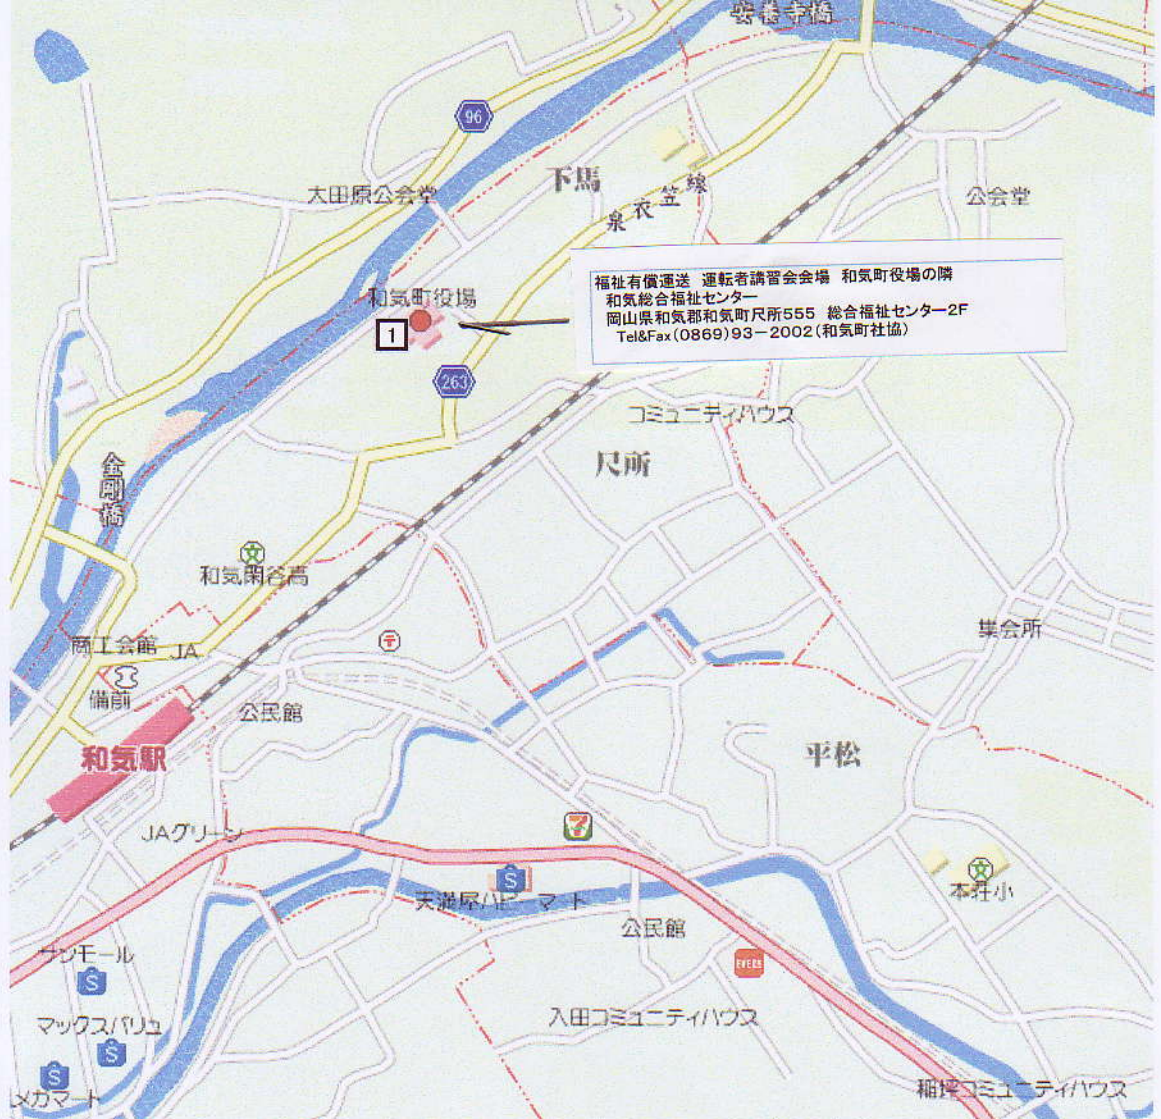 安養寺橋
96
下馬
大田原公会堂
泉衣笠線
公会堂
福祉有償運送 運転者講習会会場 和気町役場の隣
和気総合福祉センター
岡山県和気郡和気町尺所555 総合福祉センター2F
Tel&Fax(0869)93－2002(和気町社協)
和気町役場
1
263
コミュニティハウス
尺所
金剛橋
和気閑谷高
文
商工会館
JA
〒
集会所
備前
公民館
和気駅
平松
JAグリーン
7
S
天満屋ハピーマート
文
本荘小
公民館
サンモール
S
EVERS
マックスバリュ
S
入田コミュニティハウス
S
メガマート
稲坪コミュニティハウス